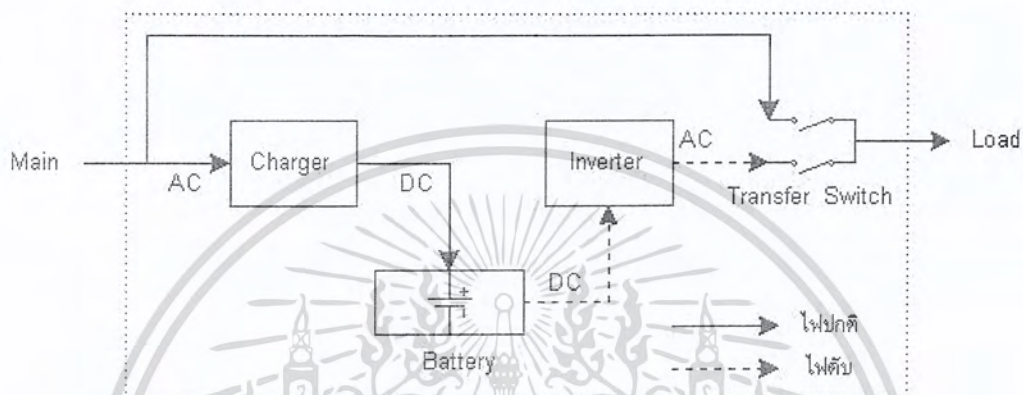 Main
AC
Charger
DC
Battery
DC
Inverter
AC
Transfer Switch
Load
ไฟปกติ
ไฟดับ